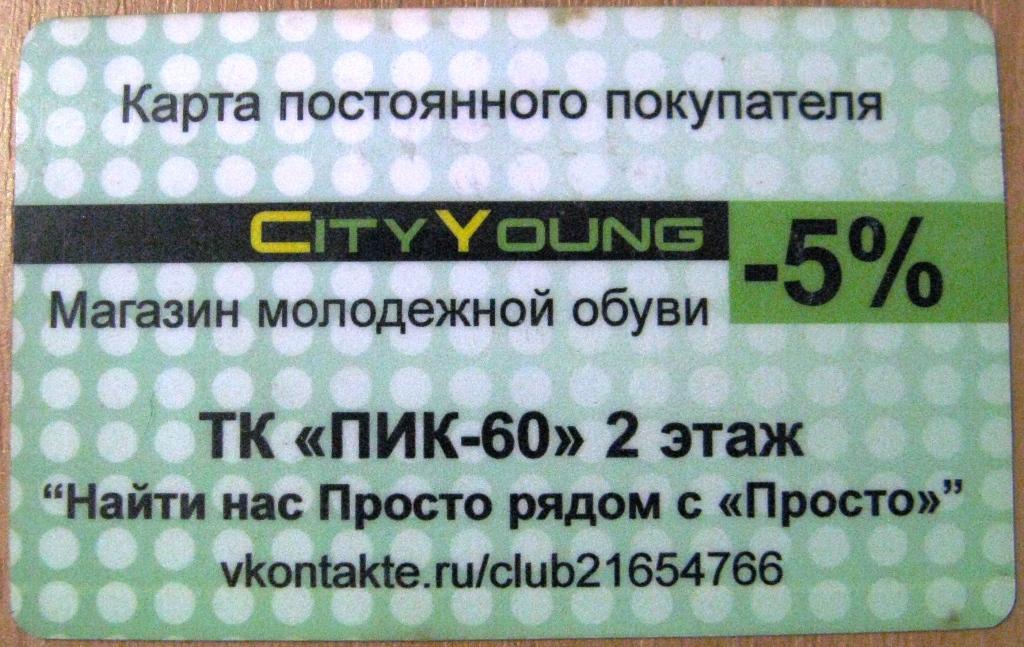 Карта постоянного покупателя
CITYYOUNG
-5%
Магазин молодежной обуви
ТК «ПИК-60» 2 этаж
“Найти нас Просто рядом с «Просто»”
vkontakte.ru/club21654766